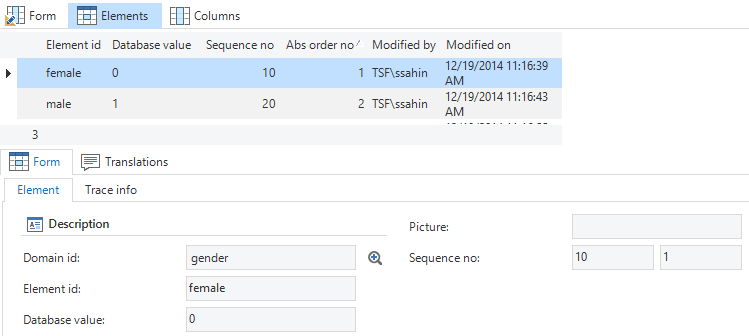 Form Elements Columns
Element id Database value Sequence no Abs order no Modified by Modified on
female 0 10 1 TSF\ssahin 12/19/2014 11:16:39 AM
male 1 20 2 TSF\ssahin 12/19/2014 11:16:43 AM
3
Form Translations
Element Trace info
Description
Picture:
Domain id: gender
Sequence no: 10 1
Element id: female
Database value: 0